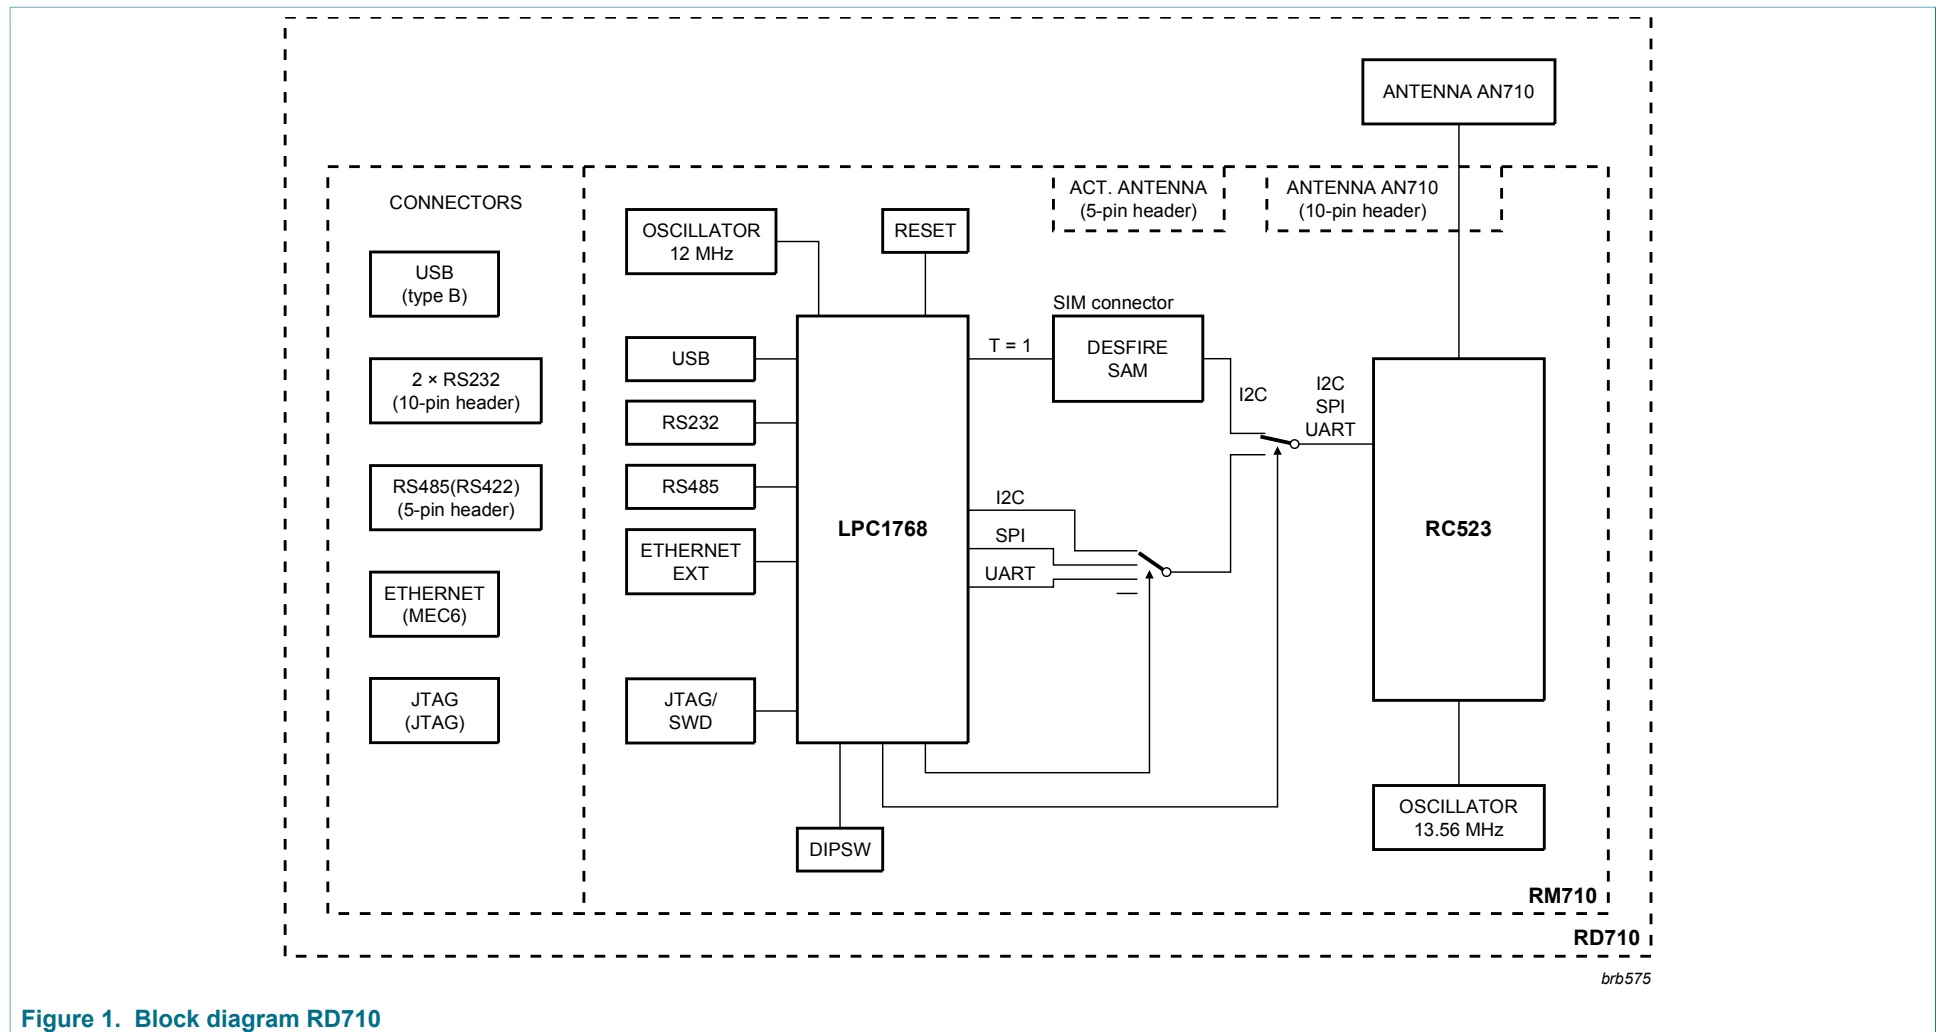 ANTENNA AN710
CONNECTORS
USB
(type B)
2 × RS232
(10-pin header)
RS485(RS422)
(5-pin header)
ETHERNET
(MEC6)
JTAG
(JTAG)
OSCILLATOR
12 MHz
RESET
ACT. ANTENNA
(5-pin header)
ANTENNA AN710
(10-pin header)
USB
RS232
RS485
ETHERNET
EXT
JTAG/
SWD
LPC1768
DIPSW
T = 1
SIM connector
DESFIRE
SAM
I2C
I2C
SPI
UART
I2C
SPI
UART
RC523
OSCILLATOR
13.56 MHz
RM710
RD710
brb575
Figure 1. Block diagram RD710